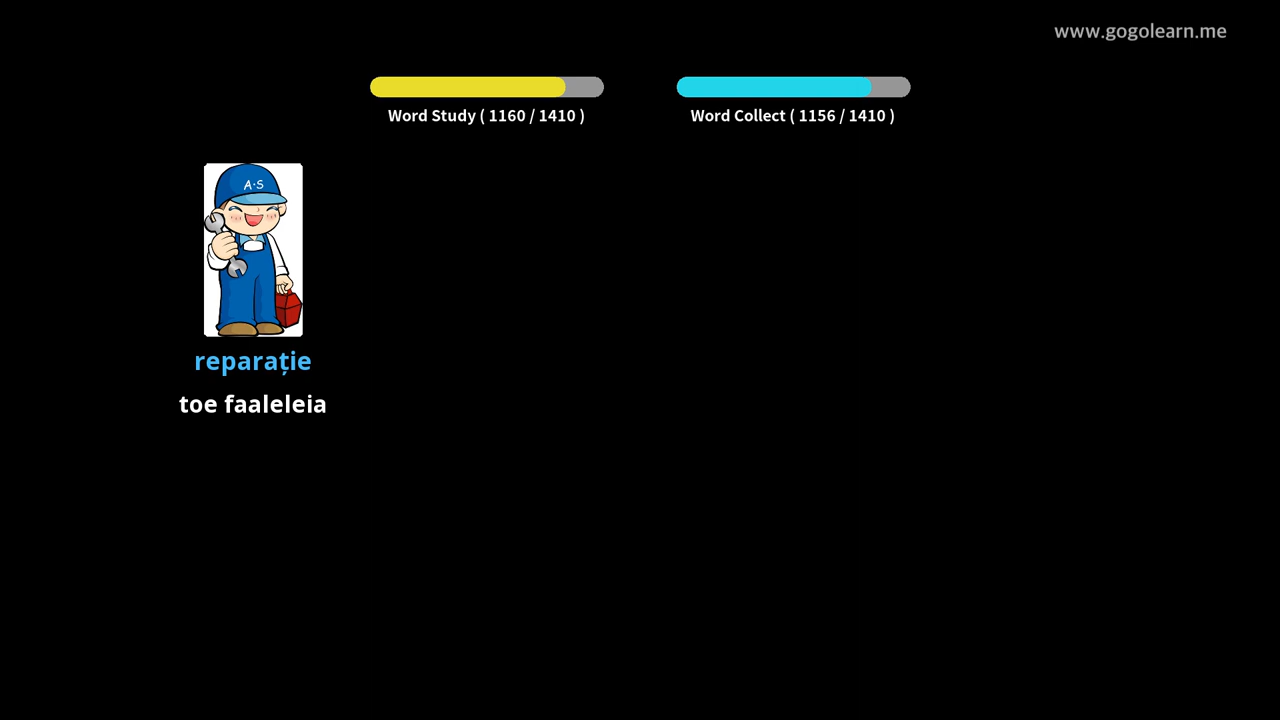 www.gogolearn.me
Word Study ( 1160 / 1410 )
Word Collect ( 1156 / 1410 )
A·S
reparație
toe faaleleia